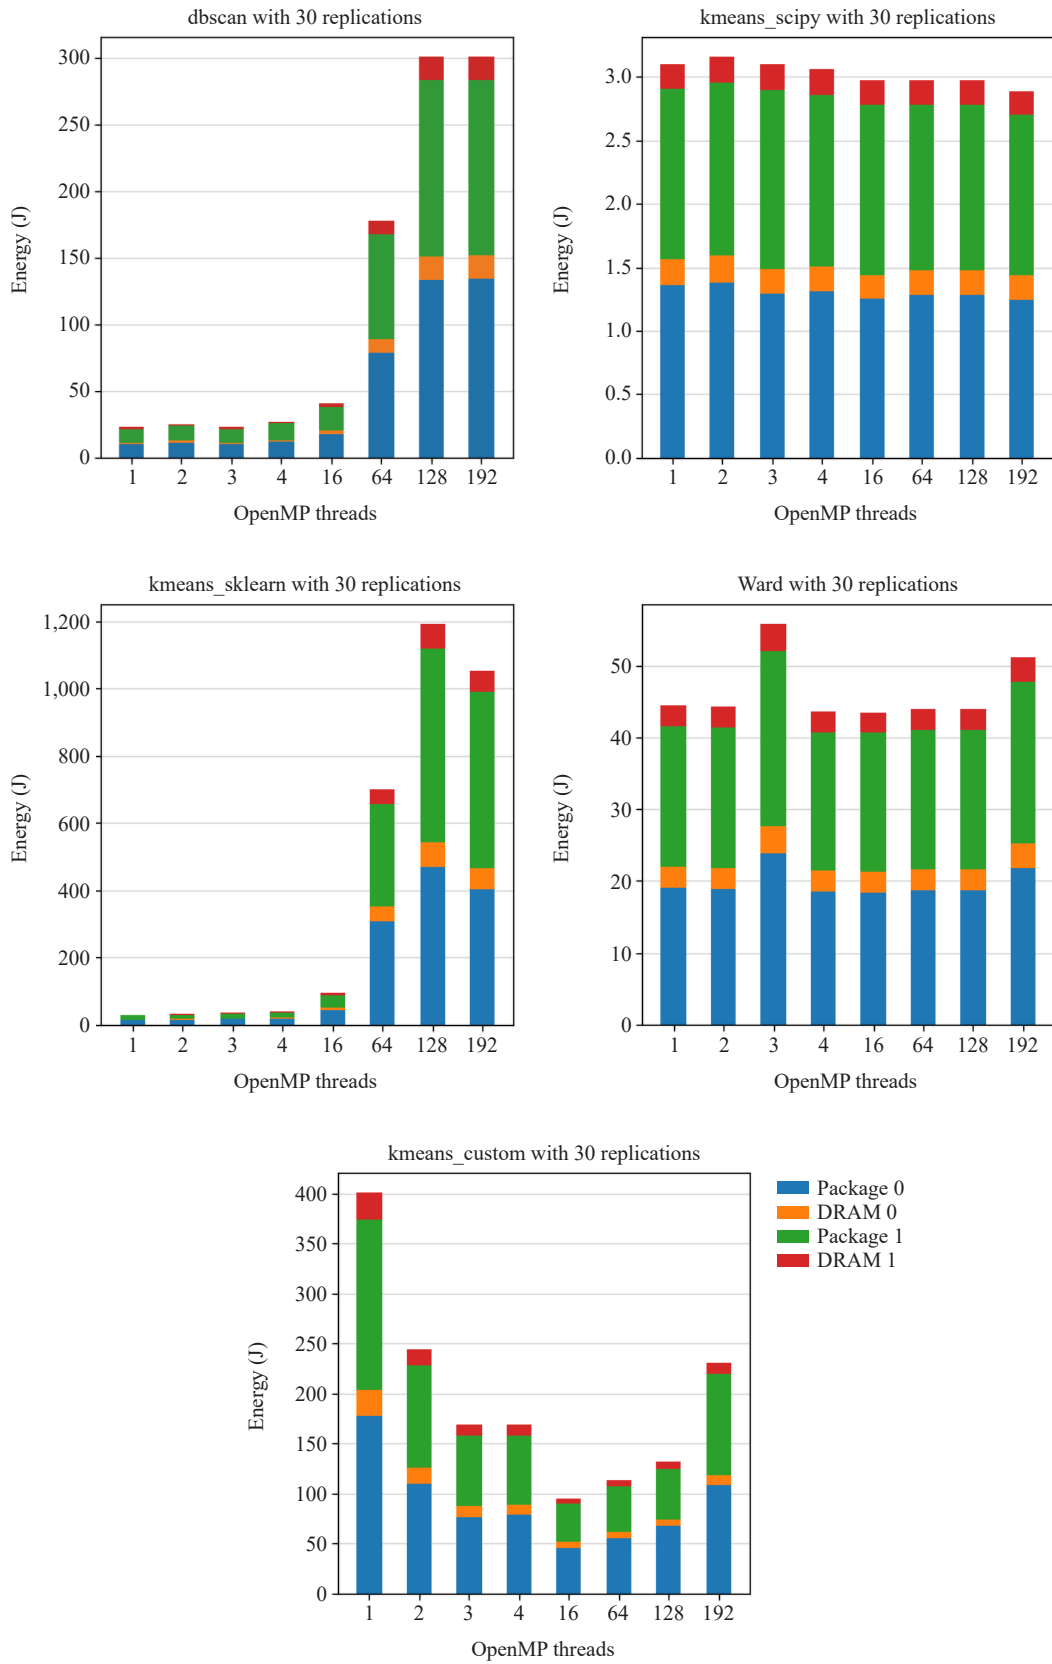 dbscan with 30 replications
300
250
200
150
100
50
0
Energy (J)
1 2 3 4 16 64 128 192
OpenMP threads
kmeans_scipy with 30 replications
3.0
2.5
2.0
1.5
1.0
0.5
0.0
Energy (J)
1 2 3 4 16 64 128 192
OpenMP threads
kmeans_sklearn with 30 replications
1,200
1,000
800
600
400
200
0
Energy (J)
1 2 3 4 16 64 128 192
OpenMP threads
Ward with 30 replications
50
40
30
20
10
0
Energy (J)
1 2 3 4 16 64 128 192
OpenMP threads
kmeans_custom with 30 replications
400
350
300
250
200
150
100
50
0
Energy (J)
1 2 3 4 16 64 128 192
OpenMP threads
Package 0
DRAM 0
Package 1
DRAM 1